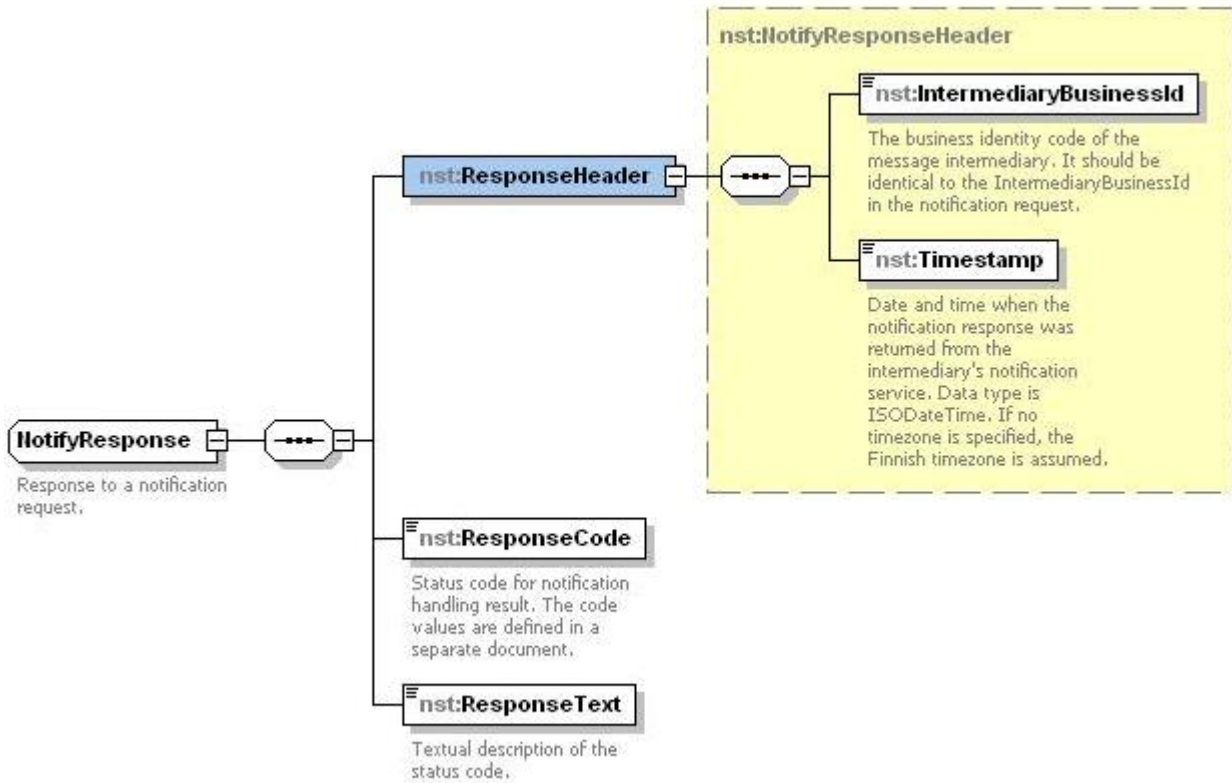 nst:NotifyResponseHeader
nst:IntermediaryBusinessId
The business identity code of the
message intermediary. It should be
identical to the IntermediaryBusinessId
in the notification request.
nst:ResponseHeader
nst:Timestamp
Date and time when the
notification response was
returned from the
intermediary's notification
service. Data type is
ISODateTime. If no
timezone is specified, the
Finnish timezone is assumed.
NotifyResponse
Response to a notification
request.
nst:ResponseCode
Status code for notification
handling result. The code
values are defined in a
separate document.
nst:ResponseText
Textual description of the
status code.